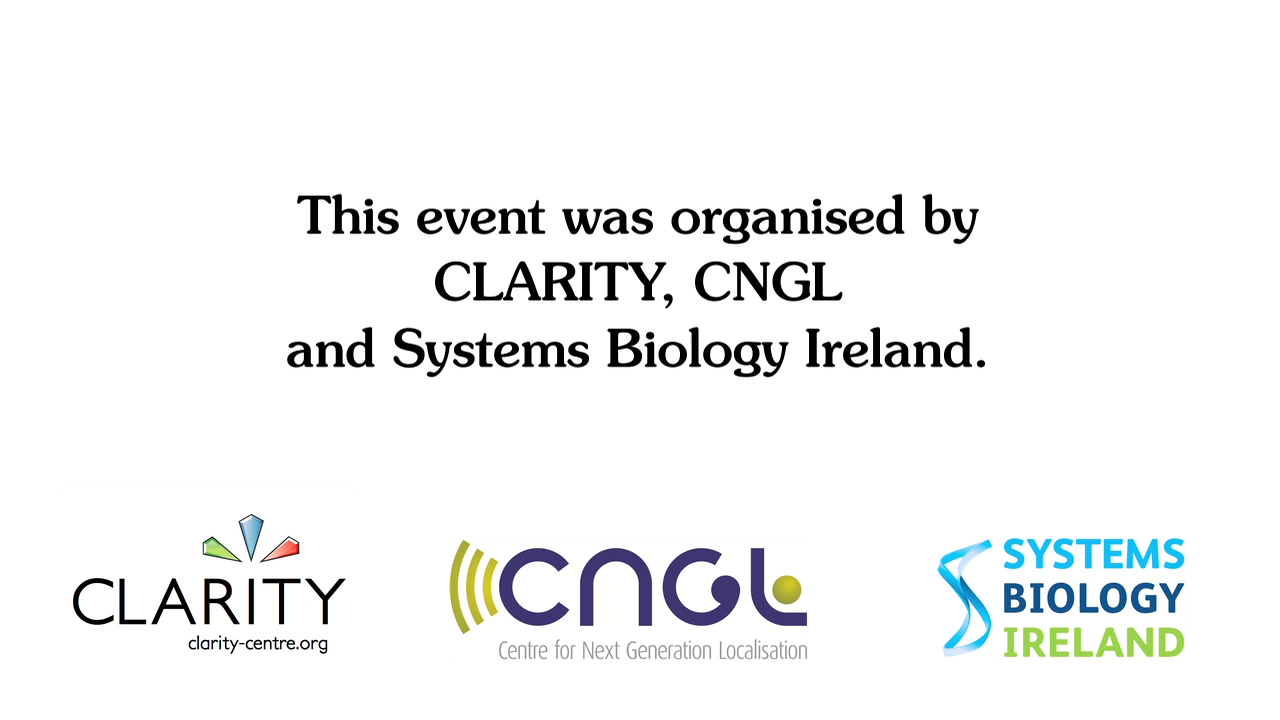 This event was organised by
CLARITY, CNGL
and Systems Biology Ireland.
CLARITY
clarity-centre.org
CNGL
Centre for Next Generation Localisation
SYSTEMS
BIOLOGY
IRELAND